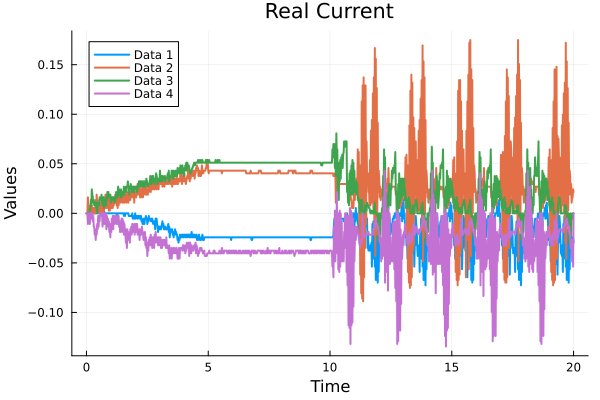 Real Current
Data 1
Data 2
Data 3
Data 4
0.15
0.10
0.05
0.00
−0.05
−0.10
Values
0 5 10 15 20
Time